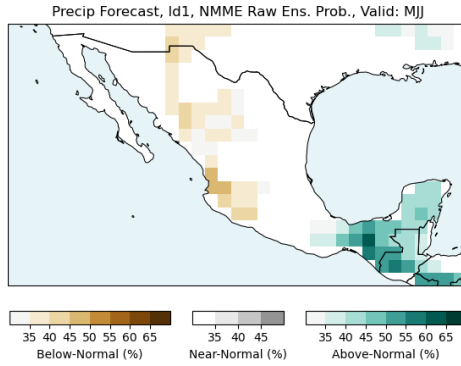 Precip Forecast, Id1, NMME Raw Ens. Prob., Valid: MJJ
35 40 45 50 55 60 65
Below-Normal (%)
35 40 45
Near-Normal (%)
35 40 45 50 55 60 65
Above-Normal (%)